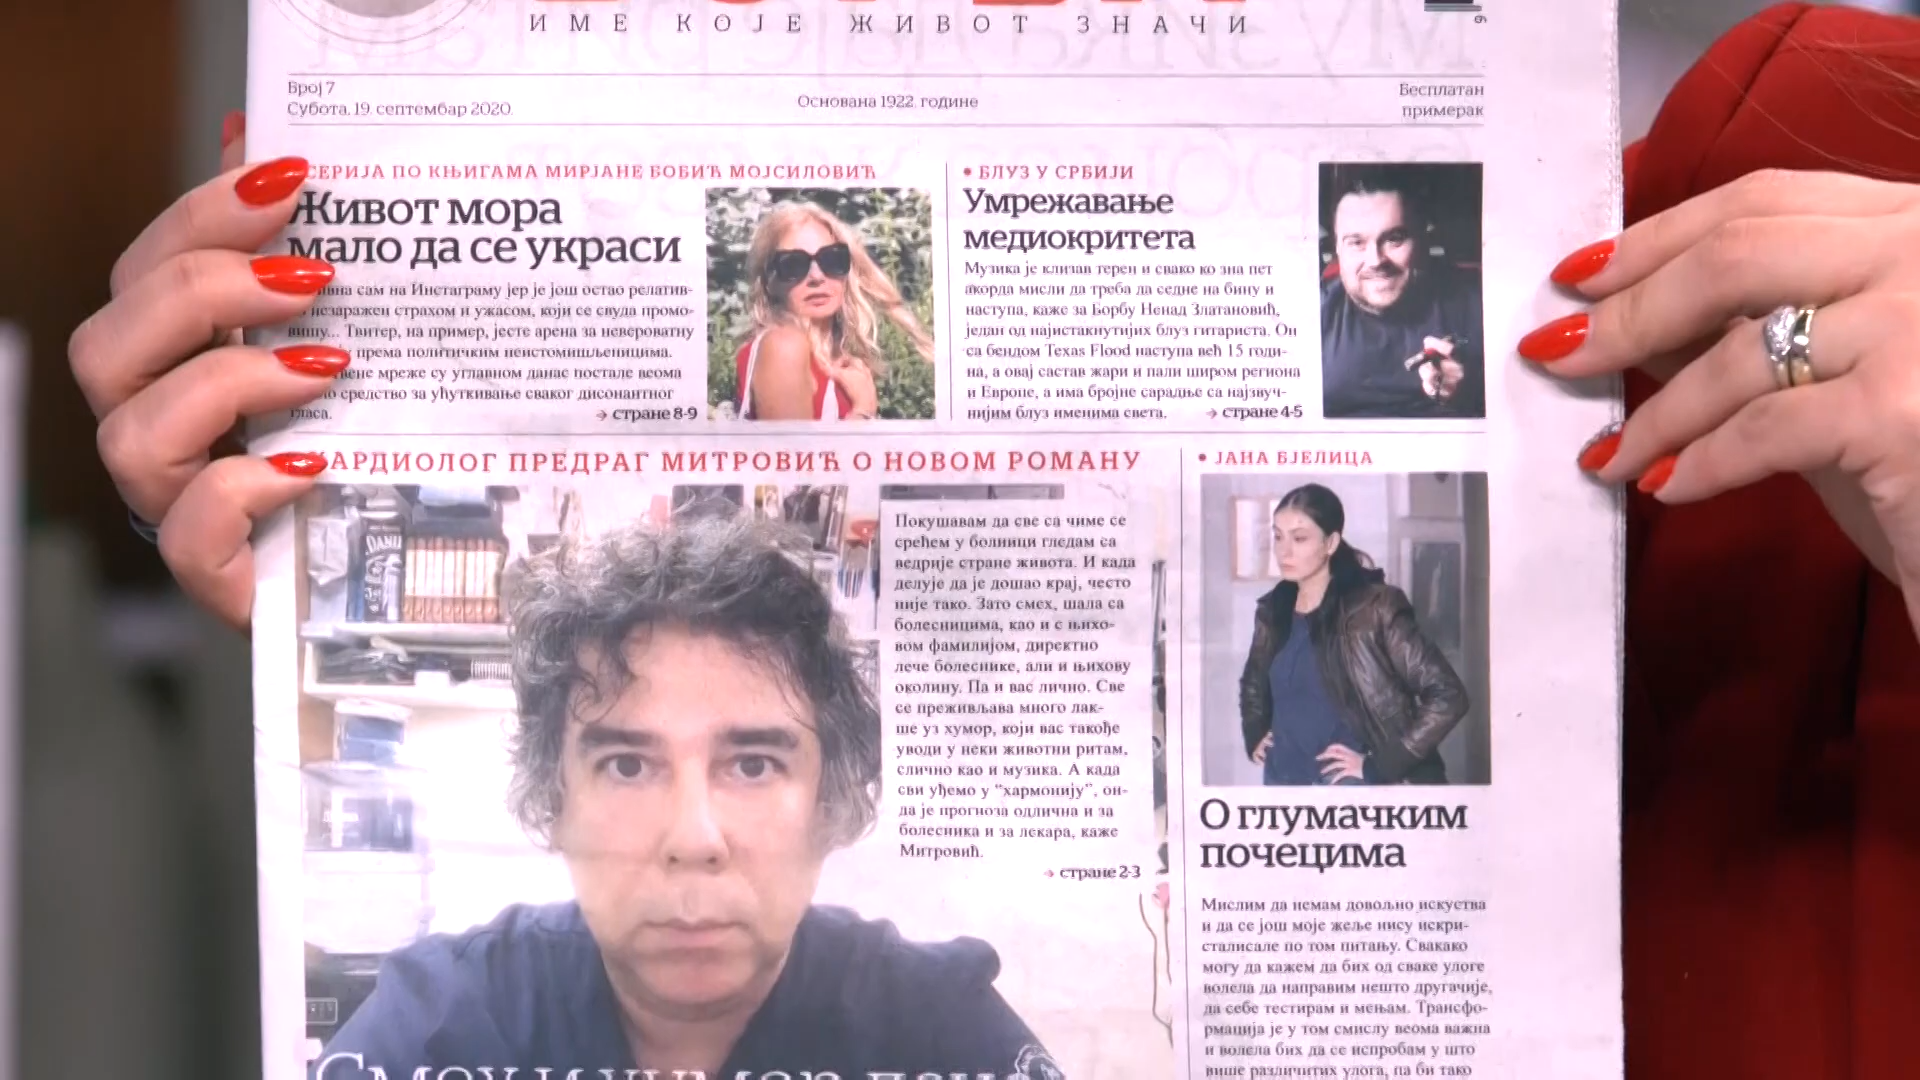 ИМЕ КОЈЕ ЖИВОТ ЗНАЧИ
Број 7
Субота, 19. септембар 2020.
Основана 1922. године
Бесплатан
примерак
СЕРИЈА ПО КЊИГАМА МИРЈАНЕ БОБИЋ МОЈСИЛОВИЋ
Живот мора
мало да се украси
сам на Инстаграму јер је још остао релатив-
незаражен страхом и ужасом, који се свуда промо-
вишу... Твитер, на пример, јесте арена за невероватну
према политичким неистомишљеницима.
мреже су углавном данас постале веома
средство за ућуткивање сваког дисонантног
гласа.
→ стране 8-9
• БЛУЗ У СРБИЈИ
Умрежавање
медиокритета
Музика је клизав терен и свако ко зна пет
акорда мисли да треба да седне на бину и
наступа, каже за Борбу Ненад Златановић,
један од најистакнутијих блуз гитариста. Он
са бендом Texas Flood наступа већ 15 годи-
на, а овај састав жари и пали широм региона
и Европе, а има бројне сарадње са најзвуч-
нијим блуз именима света.
→ стране 4-5
КАРДИОЛОГ ПРЕДРАГ МИТРОВИЋ О НОВОМ РОМАНУ
Покушавам да све са чиме се
срећем у болници гледам са
ведрије стране живота. И када
делује да је дошао крај, често
није тако. Зато смех, шала са
болесницима, као и с њихо-
вом фамилијом, директно
лече болеснике, али и њихову
околину. Па и вас лично. Све
се преживљава много лак-
ше уз хумор, који вас такође
уводи у неки животни ритам,
слично као и музика. А када
сви уђемо у “хармонију”, он-
да је прогноза одлична и за
болесника и за лекара, каже
Митровић.
→ стране 2-3
• ЈАНА БЈЕЛИЦА
О глумачким
почецима
Мислим да немам довољно искуства
и да се још моје жеље нису искри-
сталисале по том питању. Свакако
могу да кажем да бих од сваке улоге
волела да направим нешто другачије,
да себе тестирам и мењам. Трансфо-
рмација је у том смислу веома важна
и волела бих да се испробам у што
више различитих улога, па би тако
Смех и хумор